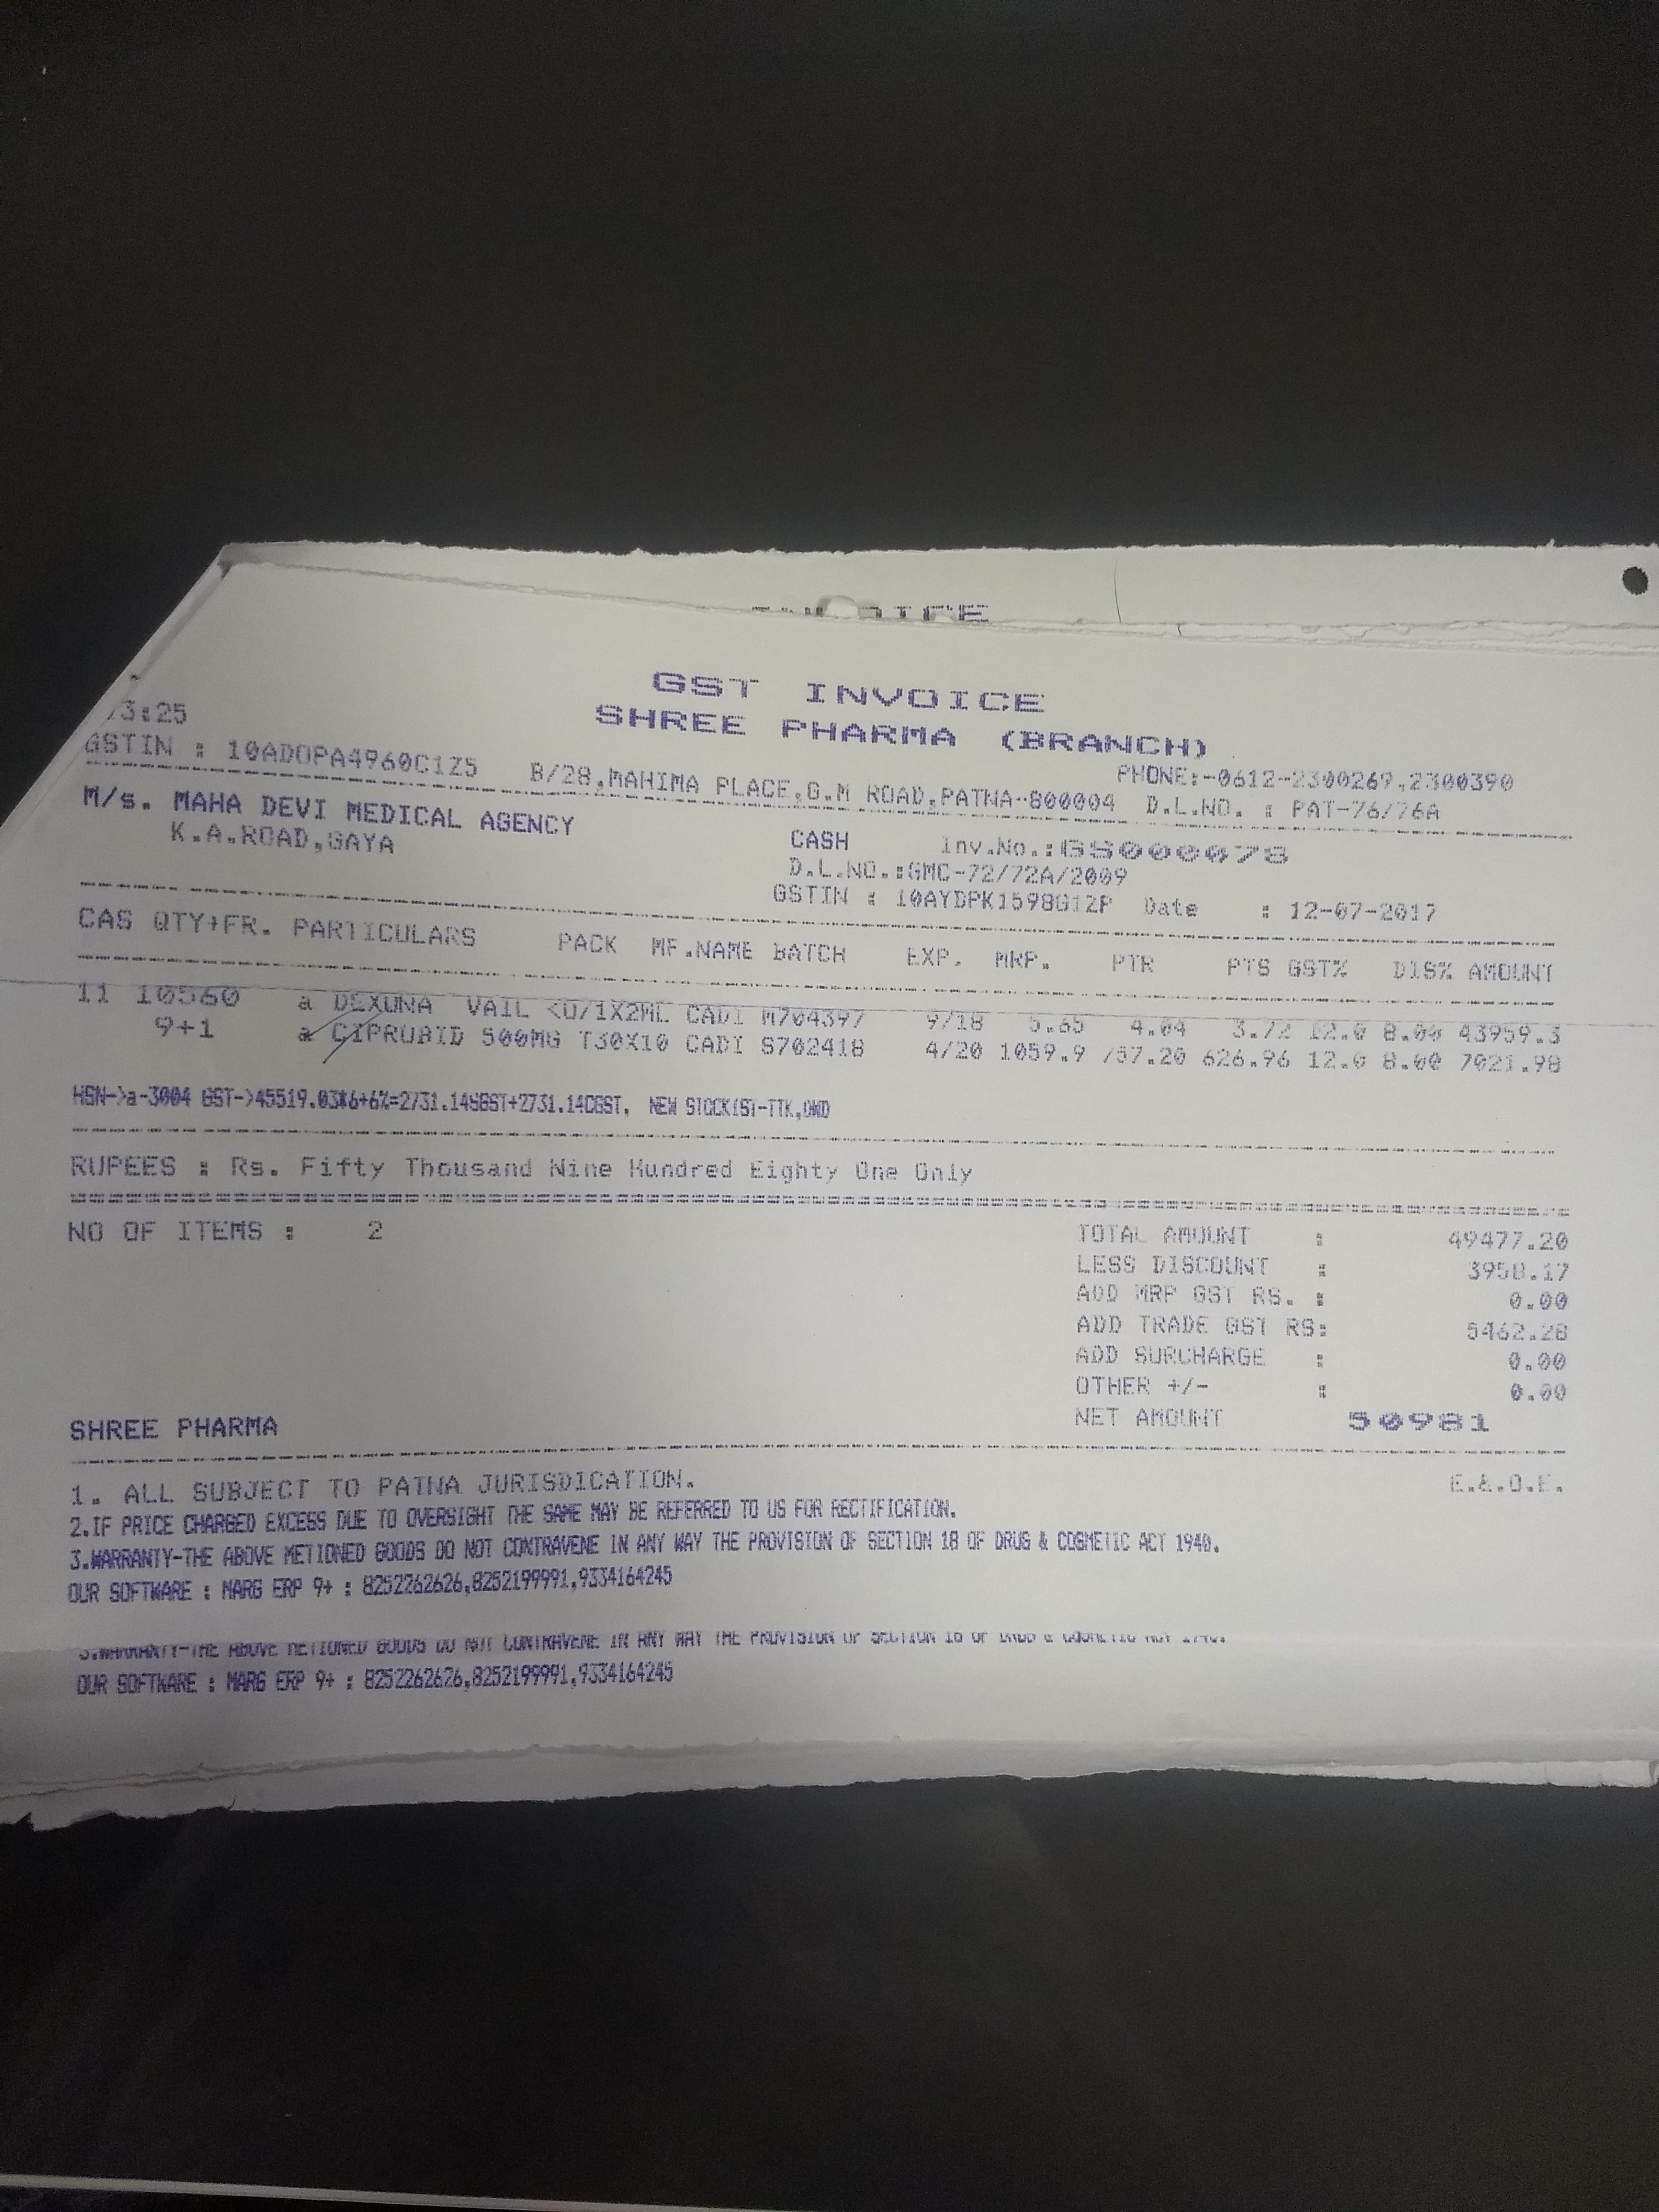 INVOICE
GST INVOICE
SHREE PHARMA (BRANCH)
3:25
GSTIN : 10ADOPA4960C1Z5 B/28,MAHIMA PLACE,G.M ROAD,PATNA-800004 PHONE:-0612-2300269,2300390
D.L.NO. : PAT-76/76A
M/s. MAHA DEVI MEDICAL AGENCY
K.A.ROAD,GAYA
CASH Inv.No.:GS000078
D.L.NO.:GMC-72/72A/2009
GSTIN : 10AYDPK1598G1ZP Date : 12-07-2017
CAS QTY+FR. PARTICULARS PACK MF.NAME BATCH EXP. MRP. PTR PTS GST% DIS% AMOUNT
11 10560 a DEXONA VAIL <D/1X2ML CADI M704397 9/18 5.65 4.04 3.72 12.0 8.00 43959.3
9+1 a CIPROBID 500MG T30X10 CADI S702418 4/20 1059.9 757.20 626.96 12.0 8.00 7021.98
HSN->a-3004 GST->45519.03*6+6%=2731.14SGST+2731.14CGST, NEW STOCKIST-TTK,
RUPEES : Rs. Fifty Thousand Nine Hundred Eighty One Only
NO OF ITEMS : 2
TOTAL AMOUNT : 49477.20
LESS DISCOUNT : 3958.17
ADD MRP GST RS. : 0.00
ADD TRADE GST RS: 5462.28
ADD SURCHARGE : 0.00
OTHER +/- : 0.00
NET AMOUNT 50981
SHREE PHARMA
1. ALL SUBJECT TO PATNA JURISDICATION. E.&.O.E.
2.IF PRICE CHARGED EXCESS DUE TO OVERSIGHT THE SAME MAY BE REFERRED TO US FOR RECTIFICATION.
3.WARRANTY-THE ABOVE METIONED GOODS DO NOT CONTRAVENE IN ANY WAY THE PROVISION OF SECTION 18 OF DRUG & COSMETIC ACT 1940.
OUR SOFTWARE : MARG ERP 9+ : 8252262626,8252199991,9334164245
3.WARRANTY-THE ABOVE METIONED GOODS DO NOT CONTRAVENE IN ANY WAY THE PROVISION OF SECTION 18 OF DRUG & COSMETIC ACT 1940.
OUR SOFTWARE : MARG ERP 9+ : 8252262626,8252199991,9334164245